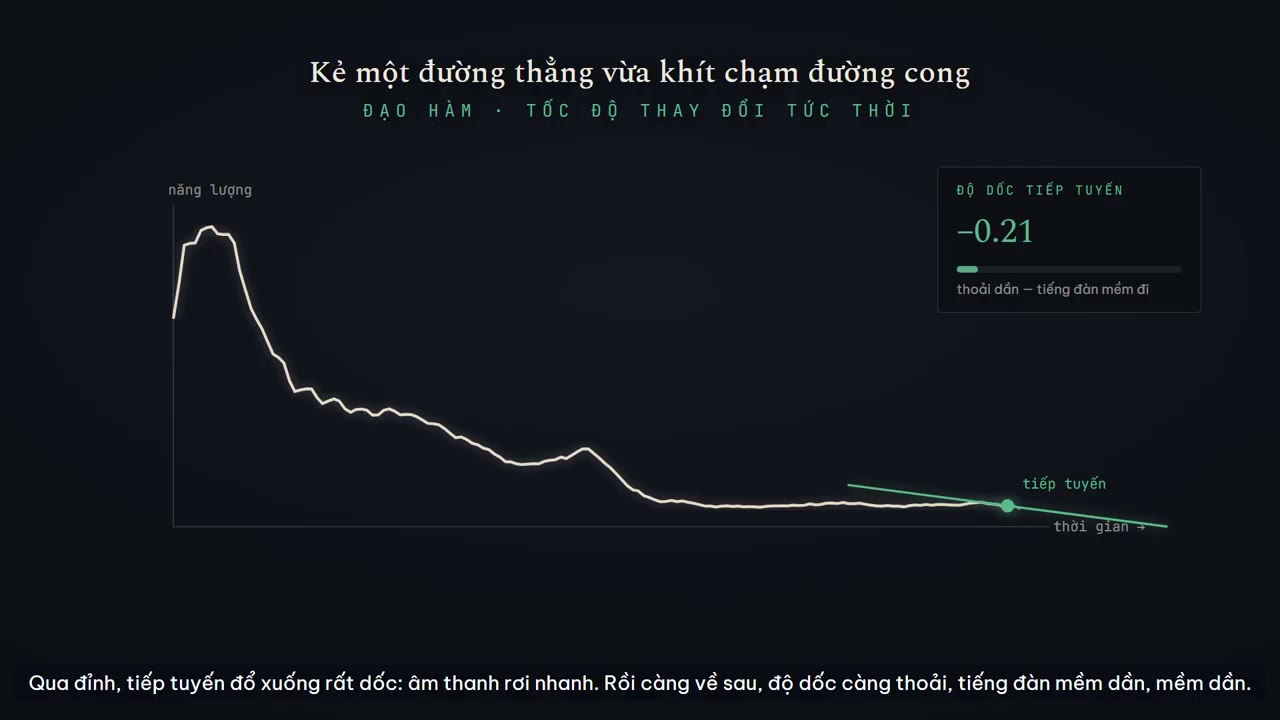 Kẻ một đường thẳng vừa khít chạm đường cong
ĐẠO HÀM · TỐC ĐỘ THAY ĐỔI TỨC THỜI
năng lượng
ĐỘ DỐC TIẾP TUYẾN
−0.21
thoải dần — tiếng đàn mềm đi
tiếp tuyến
thời gian →
Qua đỉnh, tiếp tuyến đổ xuống rất dốc: âm thanh rơi nhanh. Rồi càng về sau, độ dốc càng thoải, tiếng đàn mềm dần, mềm dần.